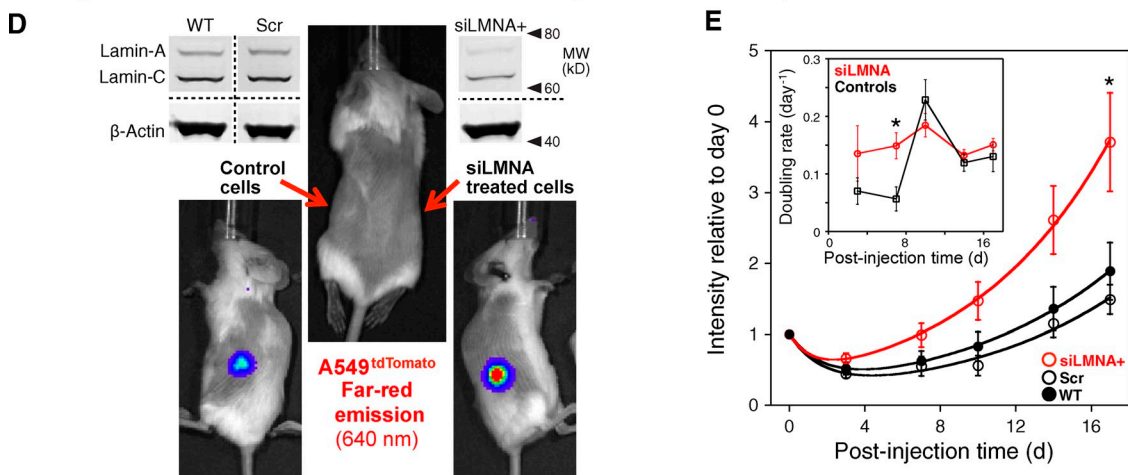 D
WT Scr siLMNA+
Lamin-A
Lamin-C
β-Actin
80
MW
(kD)
60
40
Control
cells
siLMNA
treated cells
A549tdTomato
Far-red
emission
(640 nm)
E
Intensity relative to day 0
5
4
3
2
1
0
0 4 8 12 16
Post-injection time (d)
*
siLMNA+
Scr
WT
siLMNA
Controls
*
Doubling rate (day-1)
0.3
0.2
0.1
0
0 8 16
Post-injection time (d)